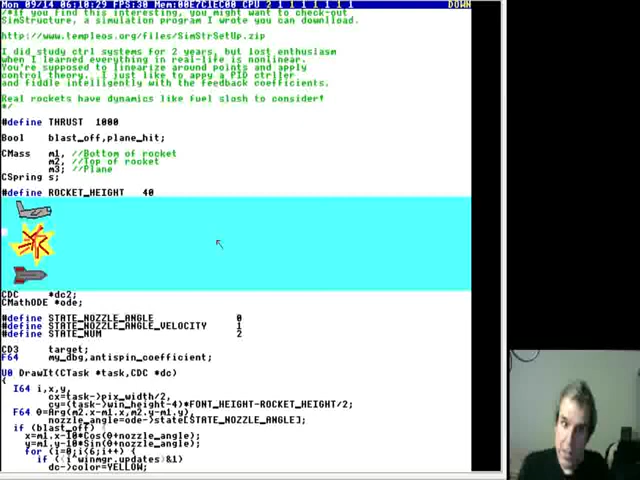 Mon 09/14 06:10:29 FPS:30 Mem:00E7C1EC00 CPU 2 1 1 1 1 1 1 1 DOWN
/*If you find this interesting, you might want to check-out
SimStructure, a simulation program I wrote you can download.
http://www.templeos.org/files/SimStrSetUp.zip
I did study ctrl systems for 2 years, but lost enthusiasm
when I learned everything in real-life is nonlinear.
You're supposed to linearize around points and apply
control theory.. I just like to appy a PID ctrller
and fiddle intelligently with the feedback coefficients.
Real rockets have dynamics like fuel slosh to consider!
*/
#define THRUST 1000
Bool blast_off,plane_hit;
CMass m1, //Bottom of rocket
m2, //Top of rocket
m3; //Plane
CSpring s;
#define ROCKET_HEIGHT 40
CDC *dc2;
CMathODE *ode;
#define STATE_NOZZLE_ANGLE 0
#define STATE_NOZZLE_ANGLE_VELOCITY 1
#define STATE_NUM 2
CD3 target;
F64 my_dbg,antispin_coefficient;
U0 DrawIt(CTask *task,CDC *dc)
{
I64 i,x,y,
cx=task->pix_width/2,
cy=(task->win_height-4)*FONT_HEIGHT-ROCKET_HEIGHT/2;
F64 θ=Arg(m2.x-m1.x,m2.y-m1.y),
nozzle_angle=ode->state[STATE_NOZZLE_ANGLE];
if (blast_off) {
x=m1.x-10*Cos(θ+nozzle_angle);
y=m1.y-10*Sin(θ+nozzle_angle);
for (i=0;i<6;i++) {
if ((i^winmgr.updates)&1)
dc->color=YELLOW;